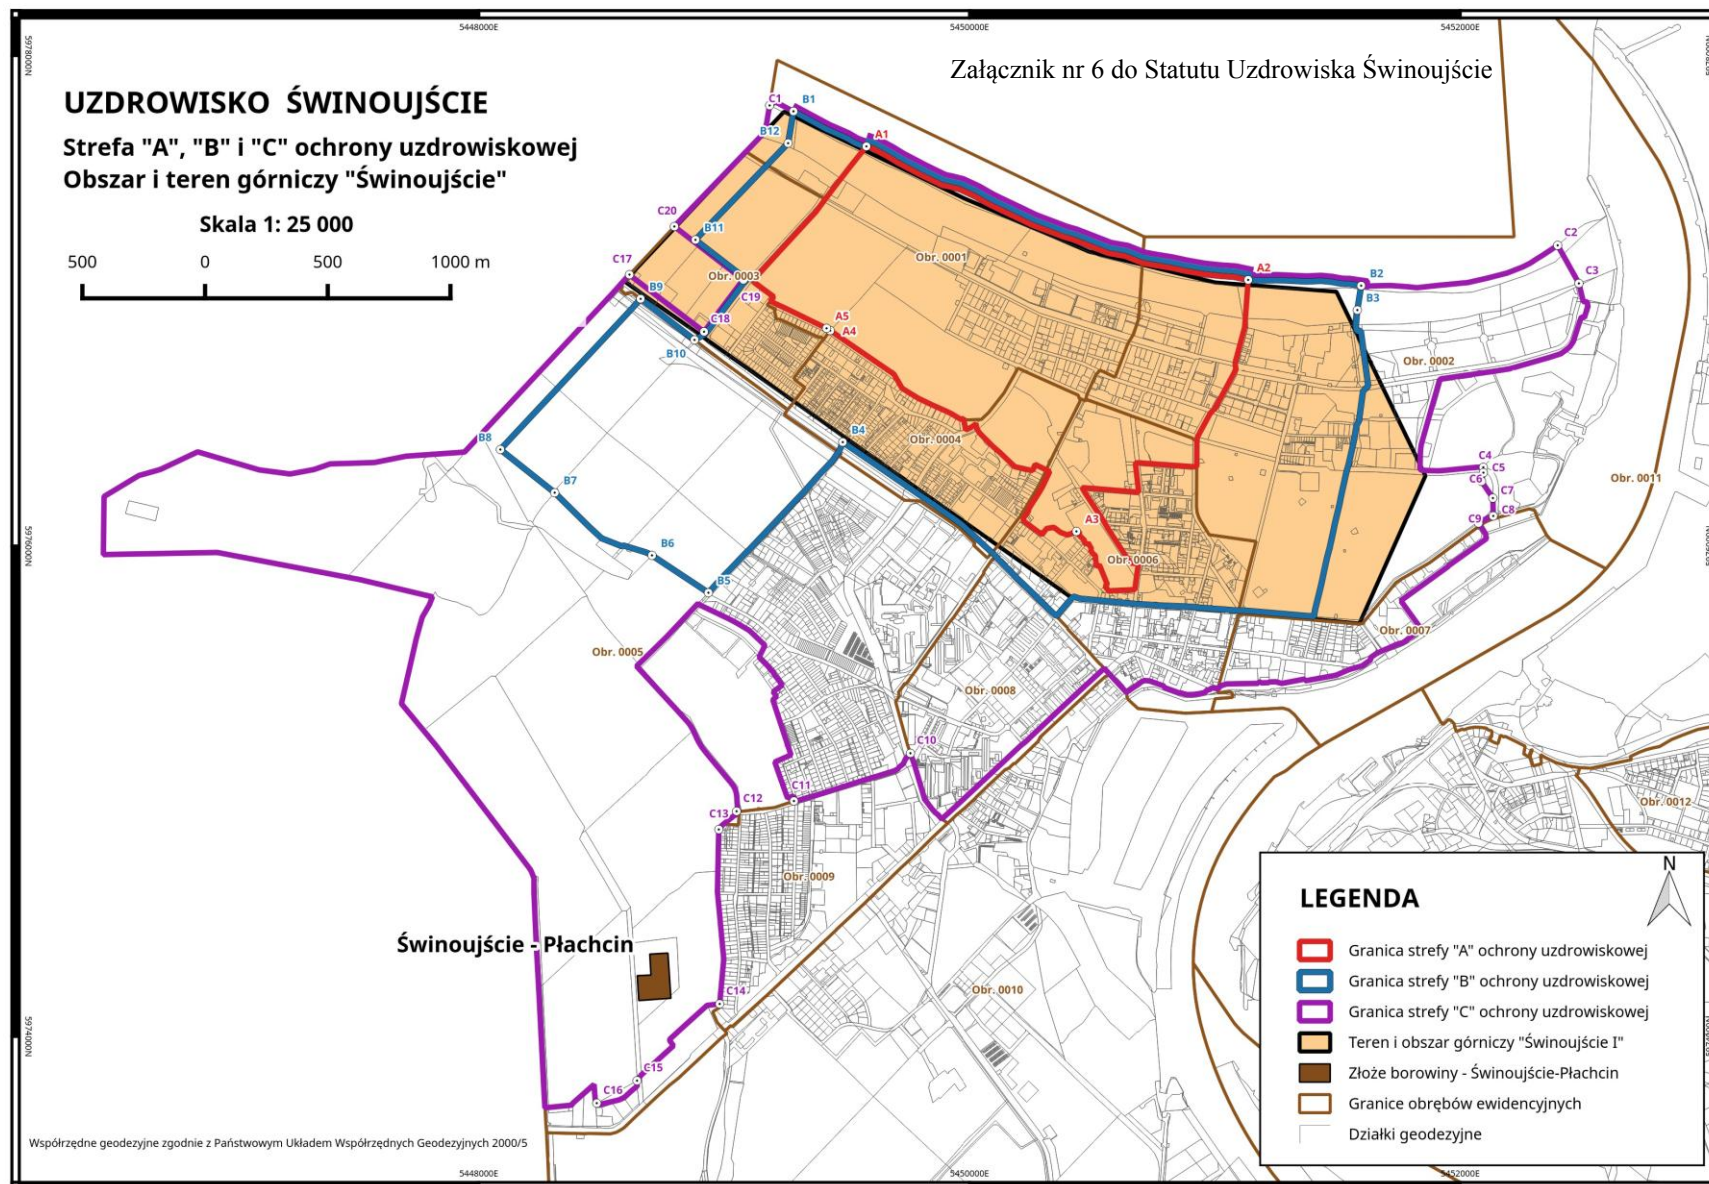 5448000E
5450000E
5452000E
5978000N
Załącznik nr 6 do Statutu Uzdrowiska Świnoujście
UZDROWISKO ŚWINOUJŚCIE
Strefa "A", "B" i "C" ochrony uzdrowiskowej
Obszar i teren górniczy "Świnoujście"
Skala 1: 25 000
500
0
500
1000 m
C1
B1
B12
A1
C20
B11
C2
Obr. 0001
A2
B2
C3
C17
Obr. 0003
B9
C19
B3
C18
A5
A4
B10
Obr. 0002
B8
B4
Obr. 0004
C4
C5
C6
Obr. 0011
B7
C7
C8
A3
C9
5976000N
B6
Obr. 0006
B5
Obr. 0007
Obr. 0005
Obr. 0008
C10
C11
C12
C13
Obr. 0012
Obr. 0009
Świnoujście - Płachcin
C14
Obr. 0010
5974000N
C15
C16
N
LEGENDA
Granica strefy "A" ochrony uzdrowiskowej
Granica strefy "B" ochrony uzdrowiskowej
Granica strefy "C" ochrony uzdrowiskowej
Teren i obszar górniczy "Świnoujście I"
Złoże borowiny - Świnoujście-Płachcin
Granice obrębów ewidencyjnych
Działki geodezyjne
Współrzędne geodezyjne zgodnie z Państwowym Układem Współrzędnych Geodezyjnych 2000/5
5448000E
5450000E
5452000E